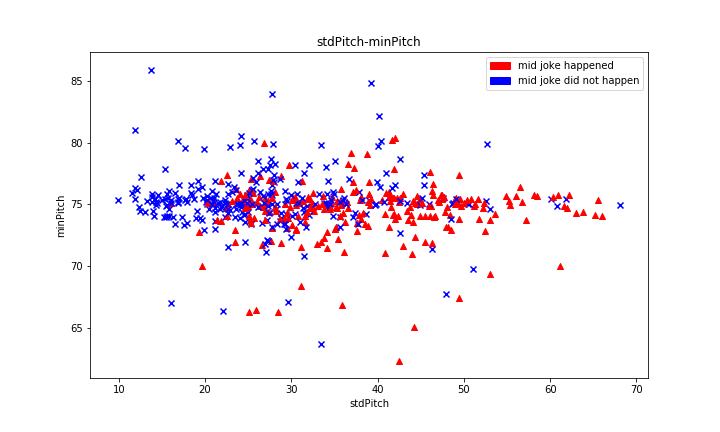 stdPitch-minPitch
mid joke happened
mid joke did not happen
85
80
75
70
65
minPitch
10 20 30 40 50 60 70
stdPitch